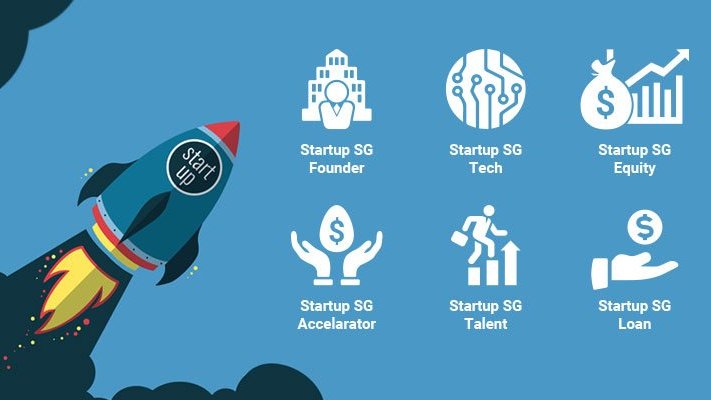 start
up
Startup SG
Founder
Startup SG
Tech
Startup SG
Equity
Startup SG
Accelarator
Startup SG
Talent
Startup SG
Loan